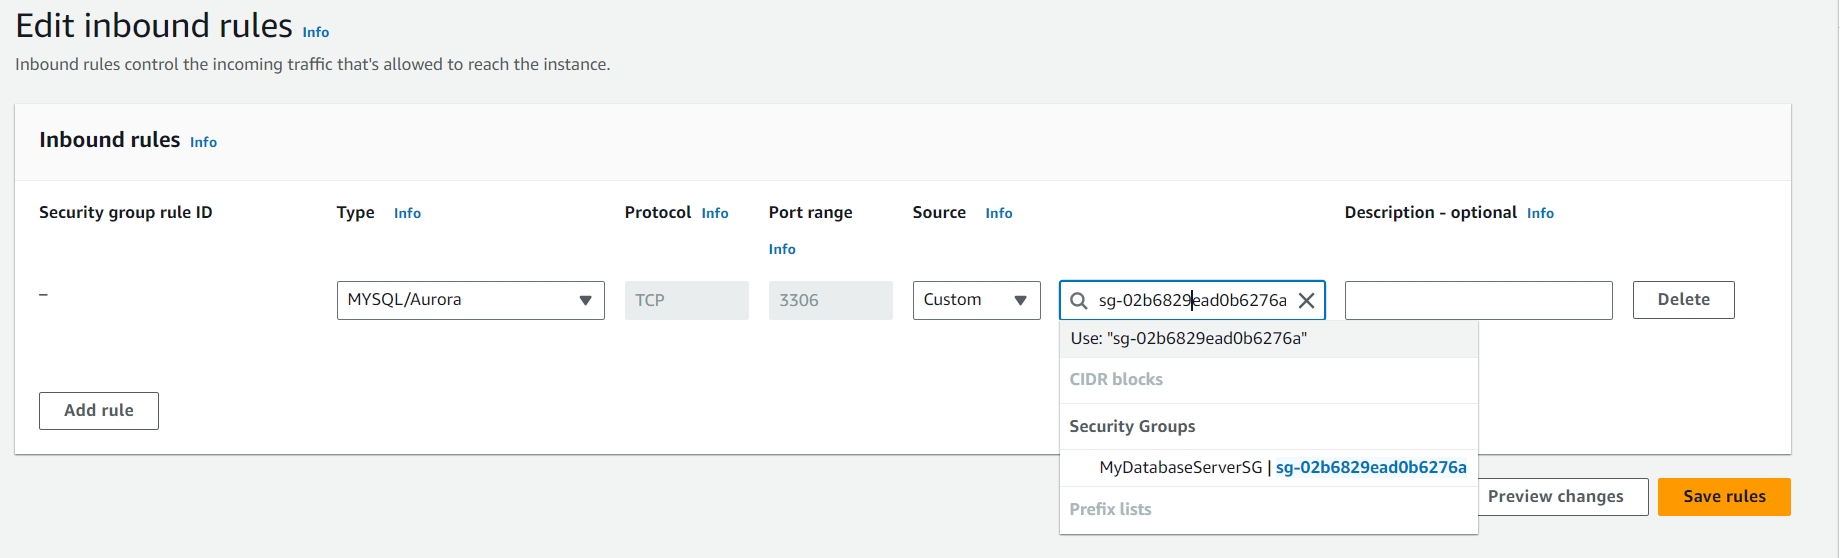 Edit inbound rules Info
Inbound rules control the incoming traffic that's allowed to reach the instance.
Inbound rules Info
Security group rule ID Type Info Protocol Info Port range Info Source Info Description - optional Info
– MYSQL/Aurora TCP 3306 Custom sg-02b6829ead0b6276a Delete
Use: "sg-02b6829ead0b6276a"
CIDR blocks
Add rule
Security Groups
MyDatabaseServerSG | sg-02b6829ead0b6276a
Prefix lists
Preview changes Save rules